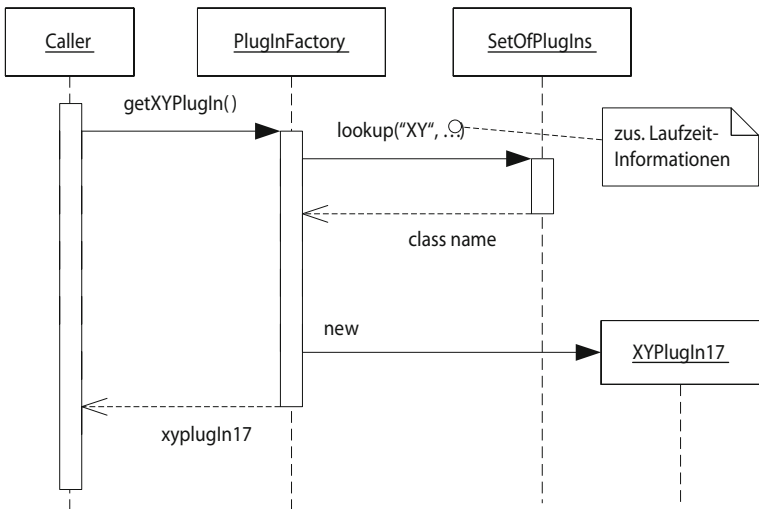 Caller
PlugInFactory
SetOfPlugIns
getXYPlugIn( )
lookup("XY", ...)
zus. Laufzeit-
Informationen
class name
new
XYPlugIn17
xyplugIn17